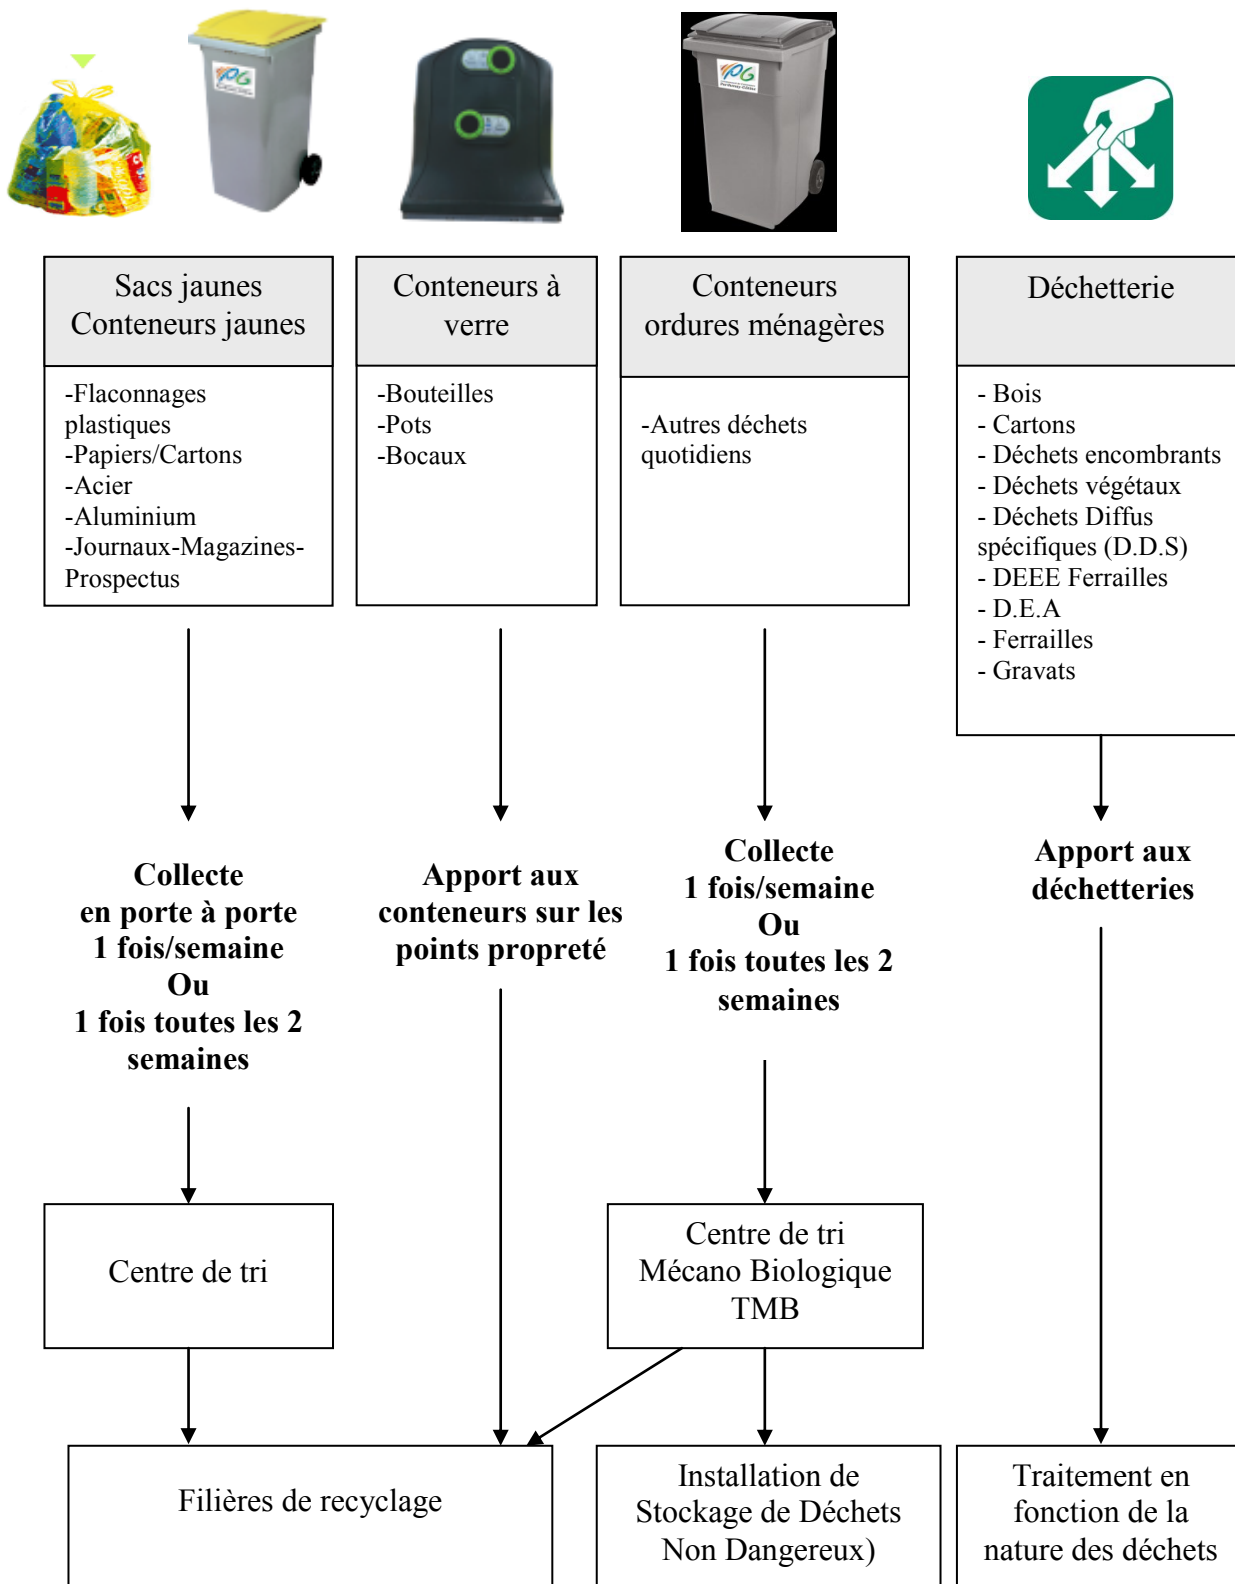 Sacs jaunes
Conteneurs jaunes
-Flaconnages
plastiques
-Papiers/Cartons
-Acier
-Aluminium
-Journaux-Magazines-
Prospectus
Conteneurs à
verre
-Bouteilles
-Pots
-Bocaux
Conteneurs
ordures ménagères
-Autres déchets
quotidiens
Déchetterie
- Bois
- Cartons
- Déchets encombrants
- Déchets végétaux
- Déchets Diffus
spécifiques (D.D.S)
- DEEE Ferrailles
- D.E.A
- Ferrailles
- Gravats
Collecte
en porte à porte
1 fois/semaine
Ou
1 fois toutes les 2
semaines
Apport aux
conteneurs sur les
points propreté
Collecte
1 fois/semaine
Ou
1 fois toutes les 2
semaines
Apport aux
déchetteries
Centre de tri
Centre de tri
Mécano Biologique
TMB
Filières de recyclage
Installation de
Stockage de Déchets
Non Dangereux)
Traitement en
fonction de la
nature des déchets